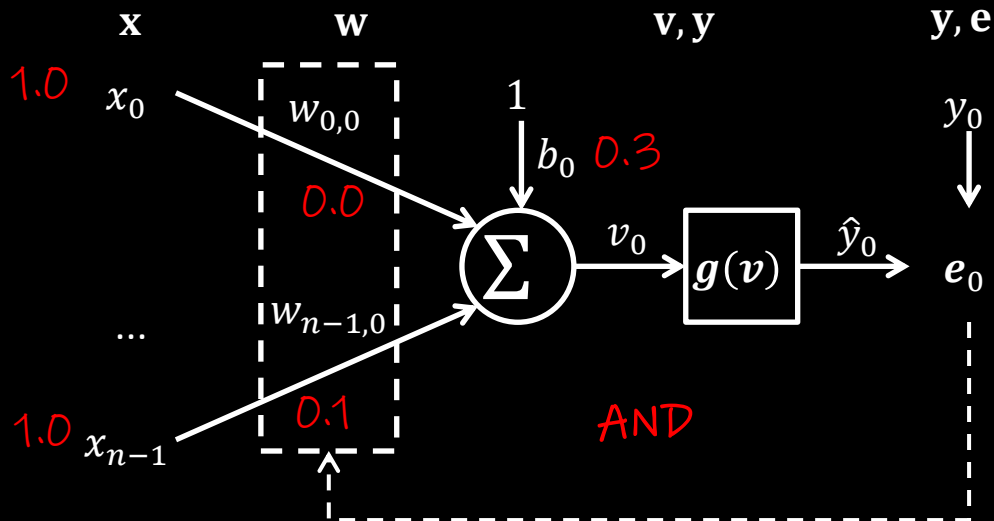 x w v, y y, e
1.0 x₀ w₀,₀ 1 y₀
b₀ 0.3
0.0
Σ v₀ g(v) ŷ₀ e₀
... wₙ₋₁,₀
1.0 xₙ₋₁ 0.1 AND